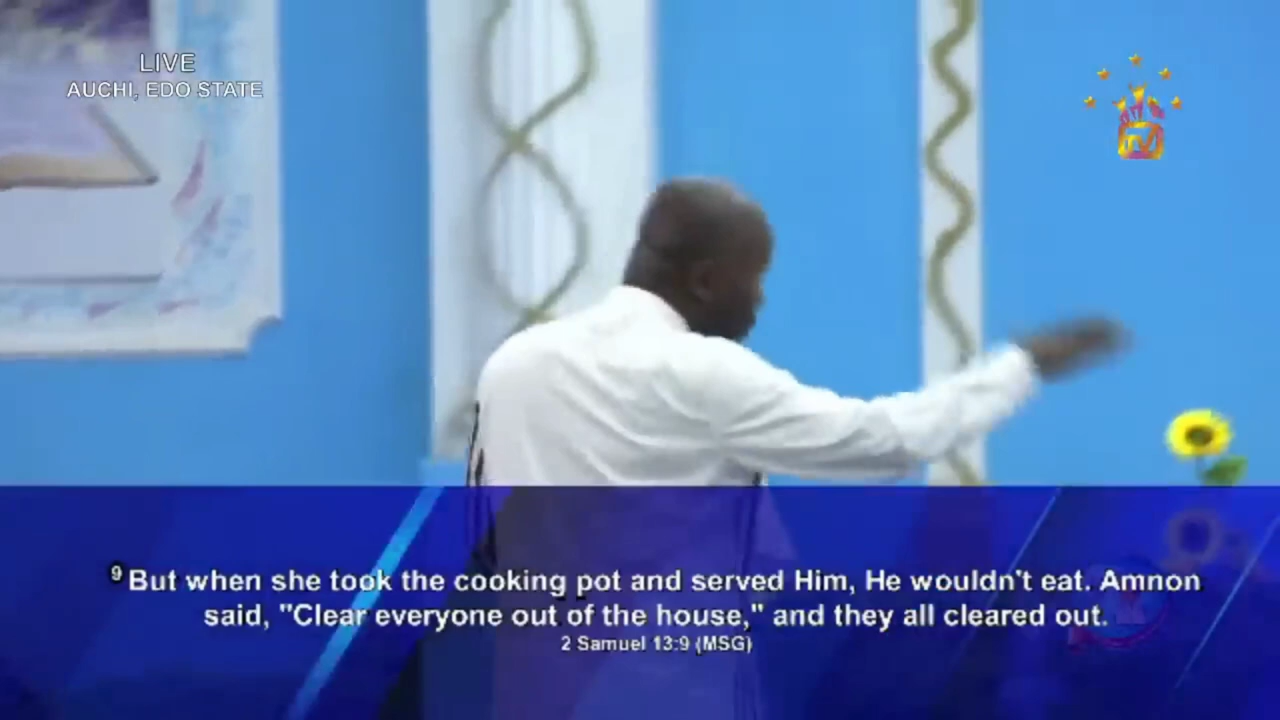 LIVE
AUCHI, EDO STATE
TV
9 But when she took the cooking pot and served Him, He wouldn't eat. Amnon
said, "Clear everyone out of the house," and they all cleared out.
2 Samuel 13:9 (MSG)